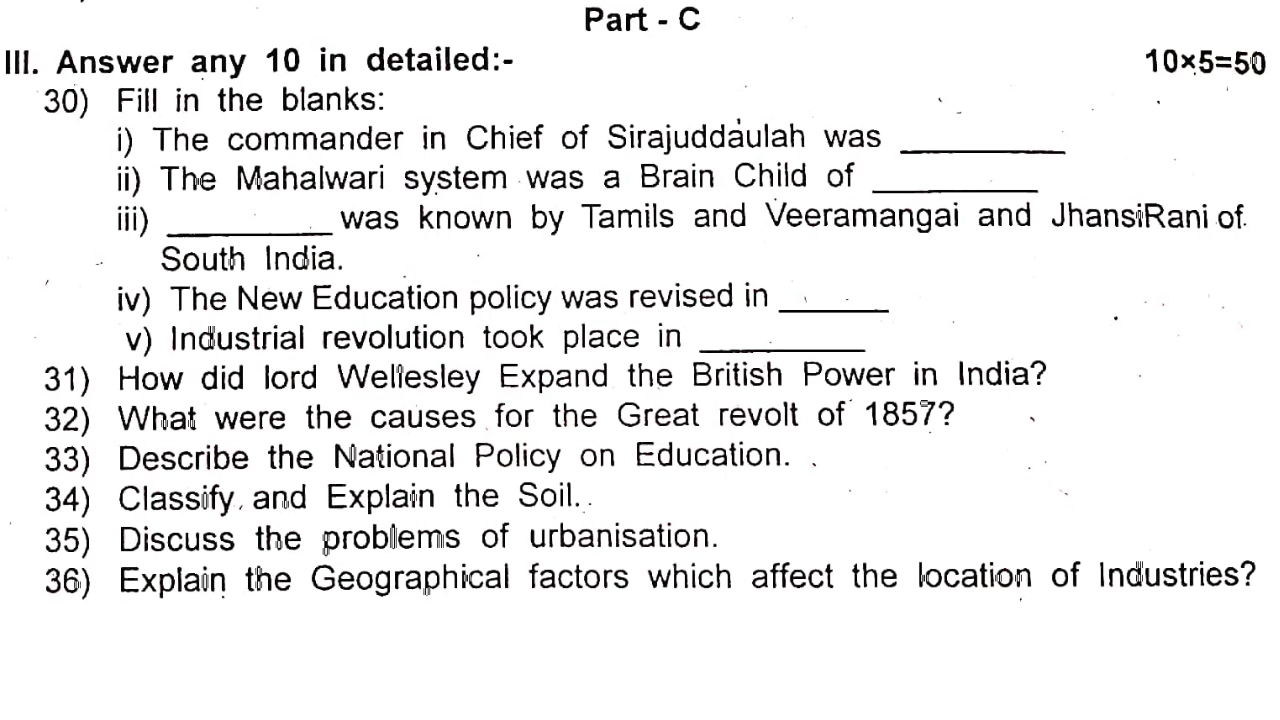 Part - C
III. Answer any 10 in detailed:- 10×5=50
30) Fill in the blanks:
i) The commander in Chief of Sirajuddaulah was ________
ii) The Mahalwari system was a Brain Child of ________
iii) ________ was known by Tamils and Veeramangai and JhansiRani of
South India.
iv) The New Education policy was revised in ________
v) Industrial revolution took place in ________
31) How did lord Wellesley Expand the British Power in India?
32) What were the causes for the Great revolt of 1857?
33) Describe the National Policy on Education.
34) Classify and Explain the Soil.
35) Discuss the problems of urbanisation.
36) Explain the Geographical factors which affect the location of Industries?